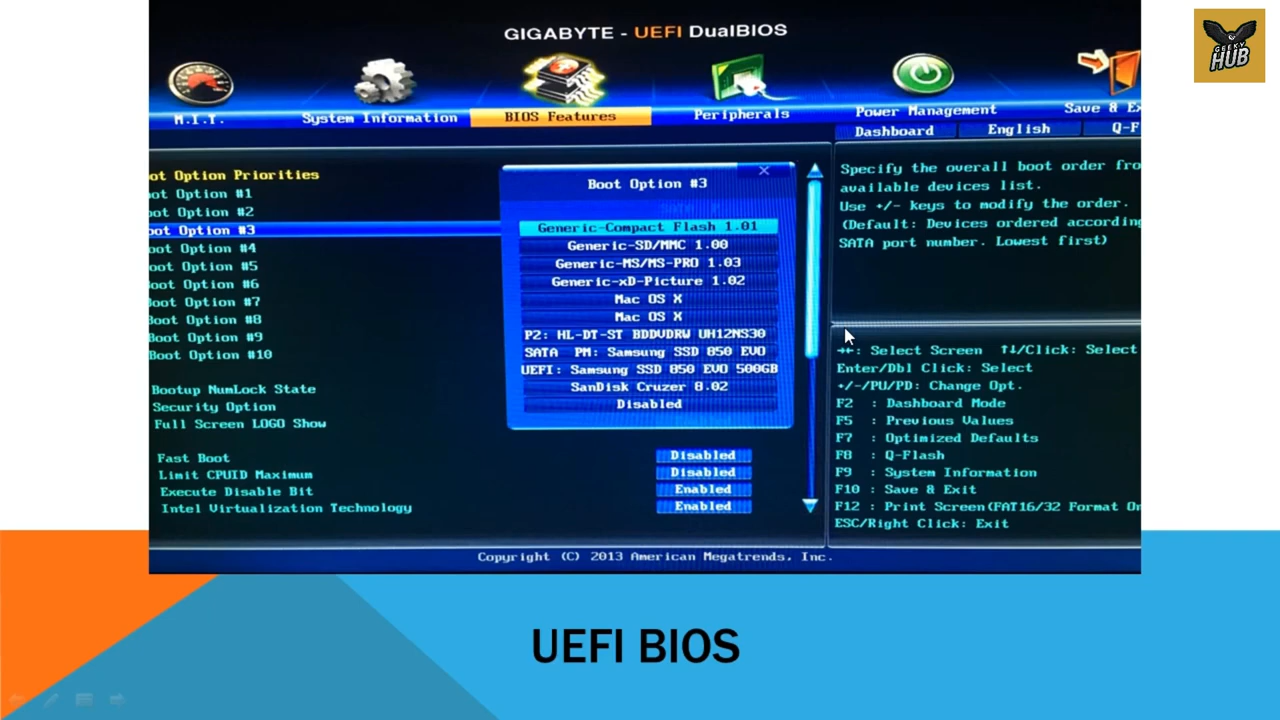 GEEKY
HUB
GIGABYTE - UEFI DualBIOS
M.I.T.
System Information
BIOS Features
Peripherals
Power Management
Save & Ex
Dashboard
English
Q-F
ot Option Priorities
ot Option #1
ot Option #2
oot Option #3
oot Option #4
oot Option #5
oot Option #6
Boot Option #7
Boot Option #8
Boot Option #9
Boot Option #10
Bootup NumLock State
Security Option
Full Screen LOGO Show
Fast Boot
Disabled
Limit CPUID Maximum
Disabled
Execute Disable Bit
Enabled
Intel Virtualization Technology
Enabled
Boot Option #3
Generic-Compact Flash 1.01
Generic-SD/MMC 1.00
Generic-MS/MS-PRO 1.03
Generic-xD-Picture 1.02
Mac OS X
Mac OS X
P2: HL-DT-ST BDDVDRW UH12NS30
SATA PM: Samsung SSD 850 EVO
UEFI: Samsung SSD 850 EVO 500GB
SanDisk Cruzer 8.02
Disabled
Specify the overall boot order fro
available devices list.
Use +/- keys to modify the order.
(Default: Devices ordered according
SATA port number. Lowest first)
→←: Select Screen ↑↓/Click: Select
Enter/Dbl Click: Select
+/-/PU/PD: Change Opt.
F2 : Dashboard Mode
F5 : Previous Values
F7 : Optimized Defaults
F8 : Q-Flash
F9 : System Information
F10 : Save & Exit
F12 : Print Screen(FAT16/32 Format On
ESC/Right Click: Exit
Copyright (C) 2013 American Megatrends, Inc.
UEFI BIOS